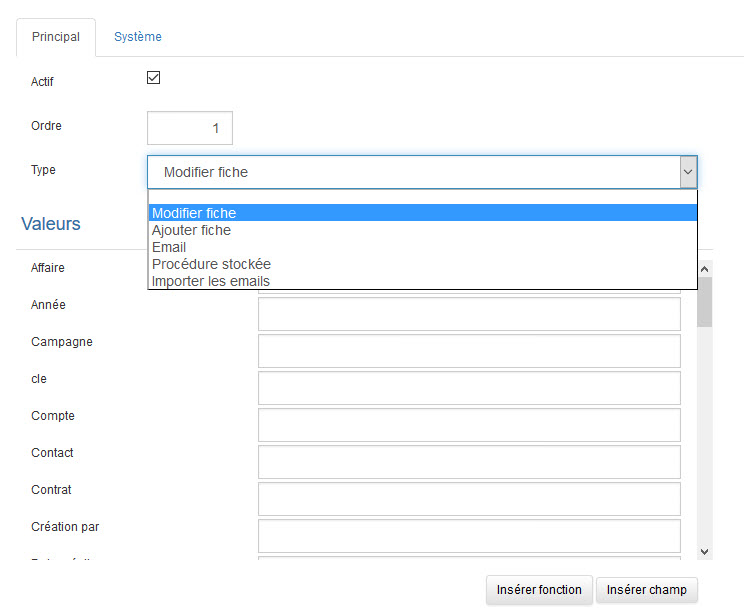 Principal Système
Actif
Ordre 1
Type Modifier fiche
Modifier fiche
Ajouter fiche
Email
Procédure stockée
Importer les emails
Valeurs
Affaire
Année
Campagne
cle
Compte
Contact
Contrat
Création par
Insérer fonction Insérer champ